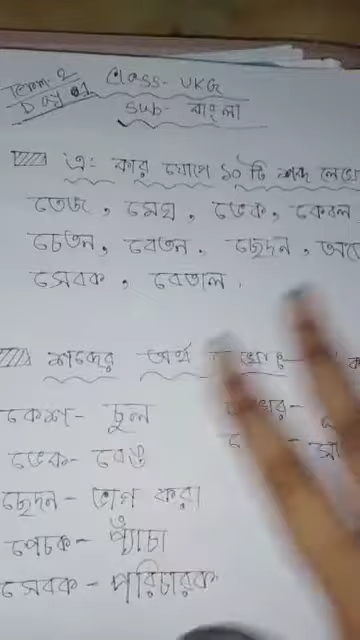 Term-2 Class- UKG
Day 01 Sub- বাংলা
এ: কার যোগে ১০ টি শব্দ লেখ
তেজ, মেঘ, ভেক, কেবল
চেতন, বেতন, ছেদন,
সেবক, বেতাল,
শব্দের অর্থ
কেশ- চুল
ভেক- বেঙ
ছেদন - ভাগ করা
পেচক- প্যাঁচা
সেবক - পরিচারক